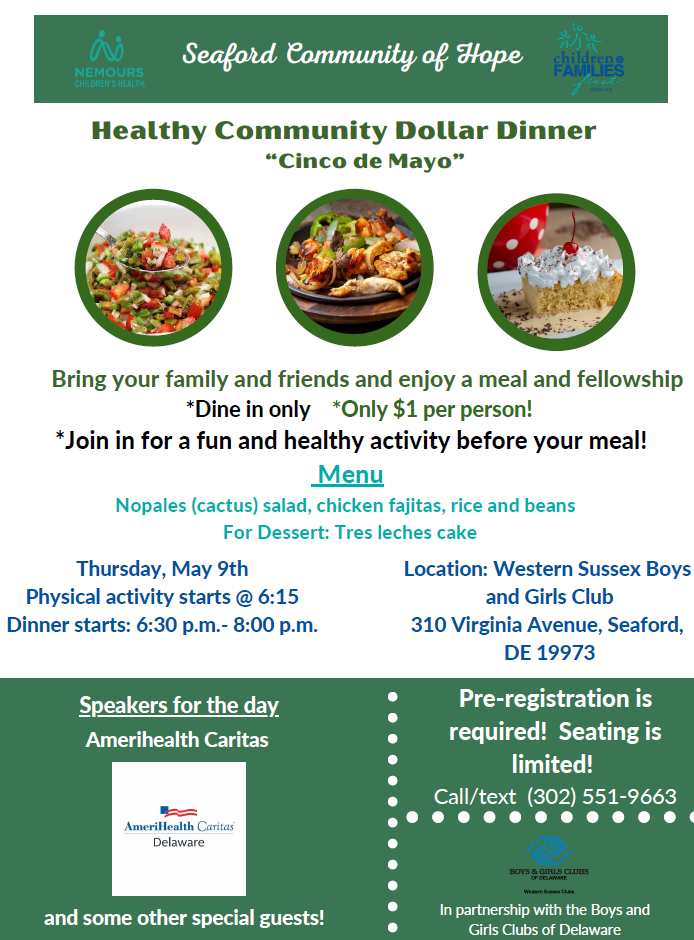 NEMOURS
CHILDREN'S HEALTH
Seaford Community of Hope
children &
FAMILIES
first
Healthy Community Dollar Dinner
“Cinco de Mayo”
Bring your family and friends and enjoy a meal and fellowship
*Dine in only *Only $1 per person!
*Join in for a fun and healthy activity before your meal!
Menu
Nopales (cactus) salad, chicken fajitas, rice and beans
For Dessert: Tres leches cake
Thursday, May 9th
Physical activity starts @ 6:15
Dinner starts: 6:30 p.m.- 8:00 p.m.
Location: Western Sussex Boys
and Girls Club
310 Virginia Avenue, Seaford,
DE 19973
Speakers for the day
Amerihealth Caritas
AmeriHealth Caritas
Delaware
and some other special guests!
Pre-registration is
required! Seating is
limited!
Call/text (302) 551-9663
BOYS & GIRLS CLUBS
OF DELAWARE
Western Sussex Clubs
In partnership with the Boys and
Girls Clubs of Delaware